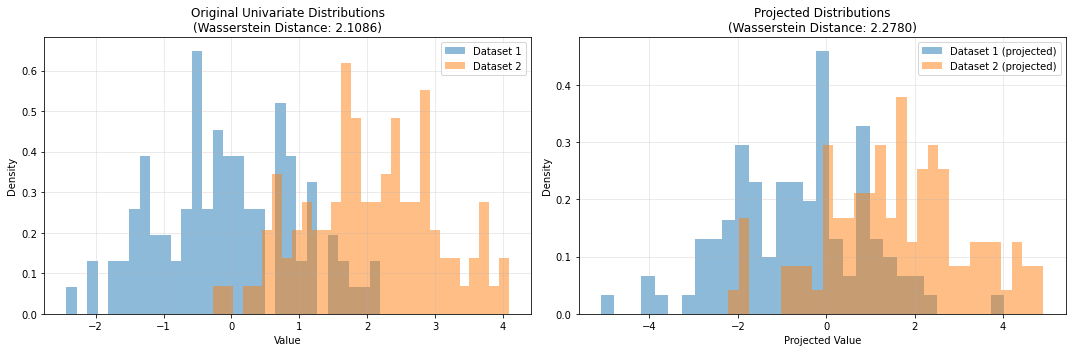 Original Univariate Distributions
(Wasserstein Distance: 2.1086)
Dataset 1
Dataset 2
0.6
0.5
0.4
0.3
0.2
0.1
0.0
Density
−2
−1
0
1
2
3
4
Value
Projected Distributions
(Wasserstein Distance: 2.2780)
Dataset 1 (projected)
Dataset 2 (projected)
0.4
0.3
0.2
0.1
0.0
Density
−4
−2
0
2
4
Projected Value